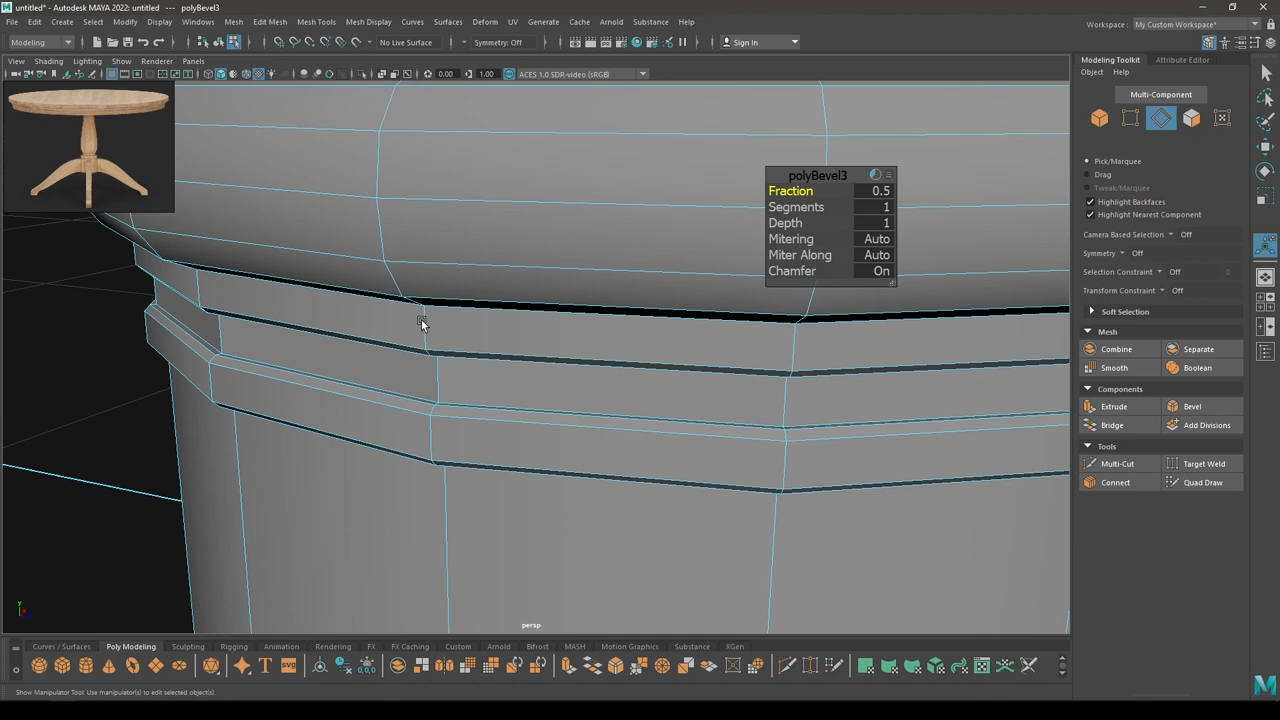 untitled* - Autodesk MAYA 2022: untitled --- polyBevel3
File Edit Create Select Modify Display Windows Mesh Edit Mesh Mesh Tools Mesh Display Curves Surfaces Deform UV Generate Cache Arnold Substance Help
Workspace : My Custom Workspace*
Modeling No Live Surface Symmetry: Off Sign In
View Shading Lighting Show Renderer Panels
0.00 1.00 ACES 1.0 SDR-video (sRGB)
Modeling Toolkit Attribute Editor
Object Help
Multi-Component
Pick/Marquee
Drag
Tweak/Marquee
Highlight Backfaces
Highlight Nearest Component
Camera Based Selection Off
Symmetry Off
Selection Constraint Off
Transform Constraint Off
Soft Selection
Mesh
Combine Separate
Smooth Boolean
Components
Extrude Bevel
Bridge Add Divisions
Tools
Multi-Cut Target Weld
Connect Quad Draw
polyBevel3
Fraction 0.5
Segments 1
Depth 1
Mitering Auto
Miter Along Auto
Chamfer On
persp
Curves / Surfaces Poly Modeling Sculpting Rigging Animation Rendering FX FX Caching Custom Arnold Bifrost MASH Motion Graphics Substance XGen
Show Manipulator Tool: Use manipulator(s) to edit selected object(s).